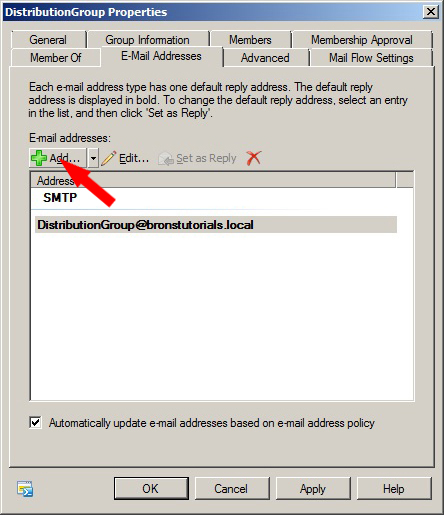 DistributionGroup Properties
General Group Information Members Membership Approval
Member Of E-Mail Addresses Advanced Mail Flow Settings
Each e-mail address type has one default reply address. The default reply
address is displayed in bold. To change the default reply address, select an entry
in the list, and then click 'Set as Reply'.
E-mail addresses:
Add... Edit... Set as Reply
Address
SMTP
DistributionGroup@bronstutorials.local
Automatically update e-mail addresses based on e-mail address policy
OK Cancel Apply Help